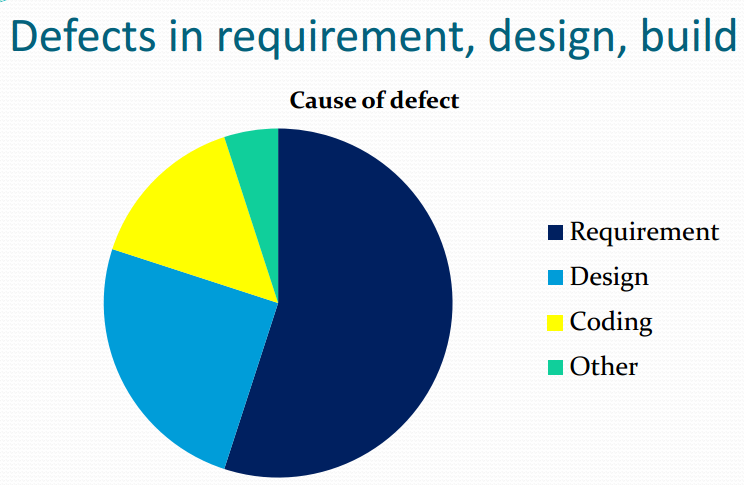 Defects in requirement, design, build
Cause of defect
Requirement
Design
Coding
Other